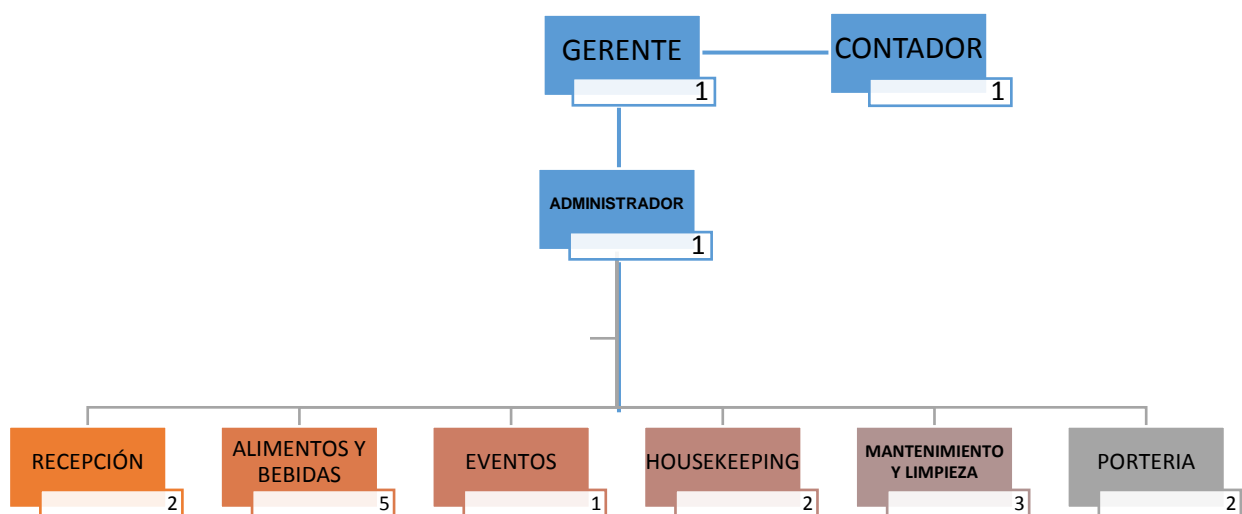 GERENTE
1
CONTADOR
1
ADMINISTRADOR
1
RECEPCIÓN
2
ALIMENTOS Y
BEBIDAS
5
EVENTOS
1
HOUSEKEEPING
2
MANTENIMIENTO
Y LIMPIEZA
3
PORTERIA
2